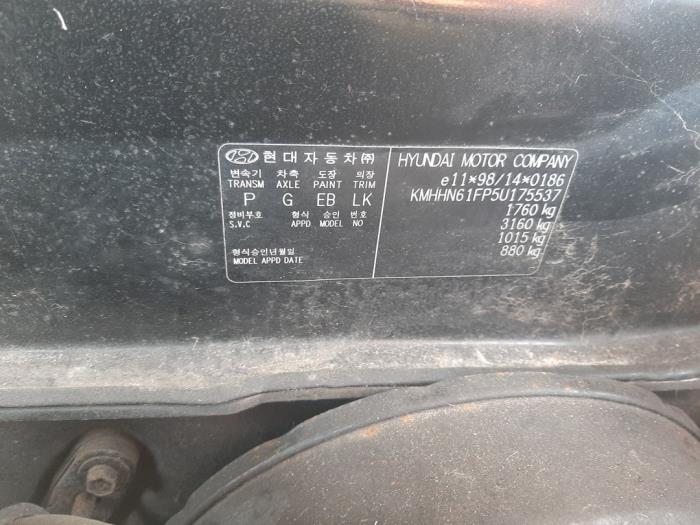 현대자동차㈜
변속기 차축 도장 의장
TRANSM AXLE PAINT TRIM
P G EB LK
정비부호 형식 승인 번호
S.V.C APPD MODEL NO
형식승인년월일
MODEL APPD DATE
HYUNDAI MOTOR COMPANY
e11*98/14*0186
KMHHN61FP5U175537
1760 kg
3160 kg
1015 kg
880 kg